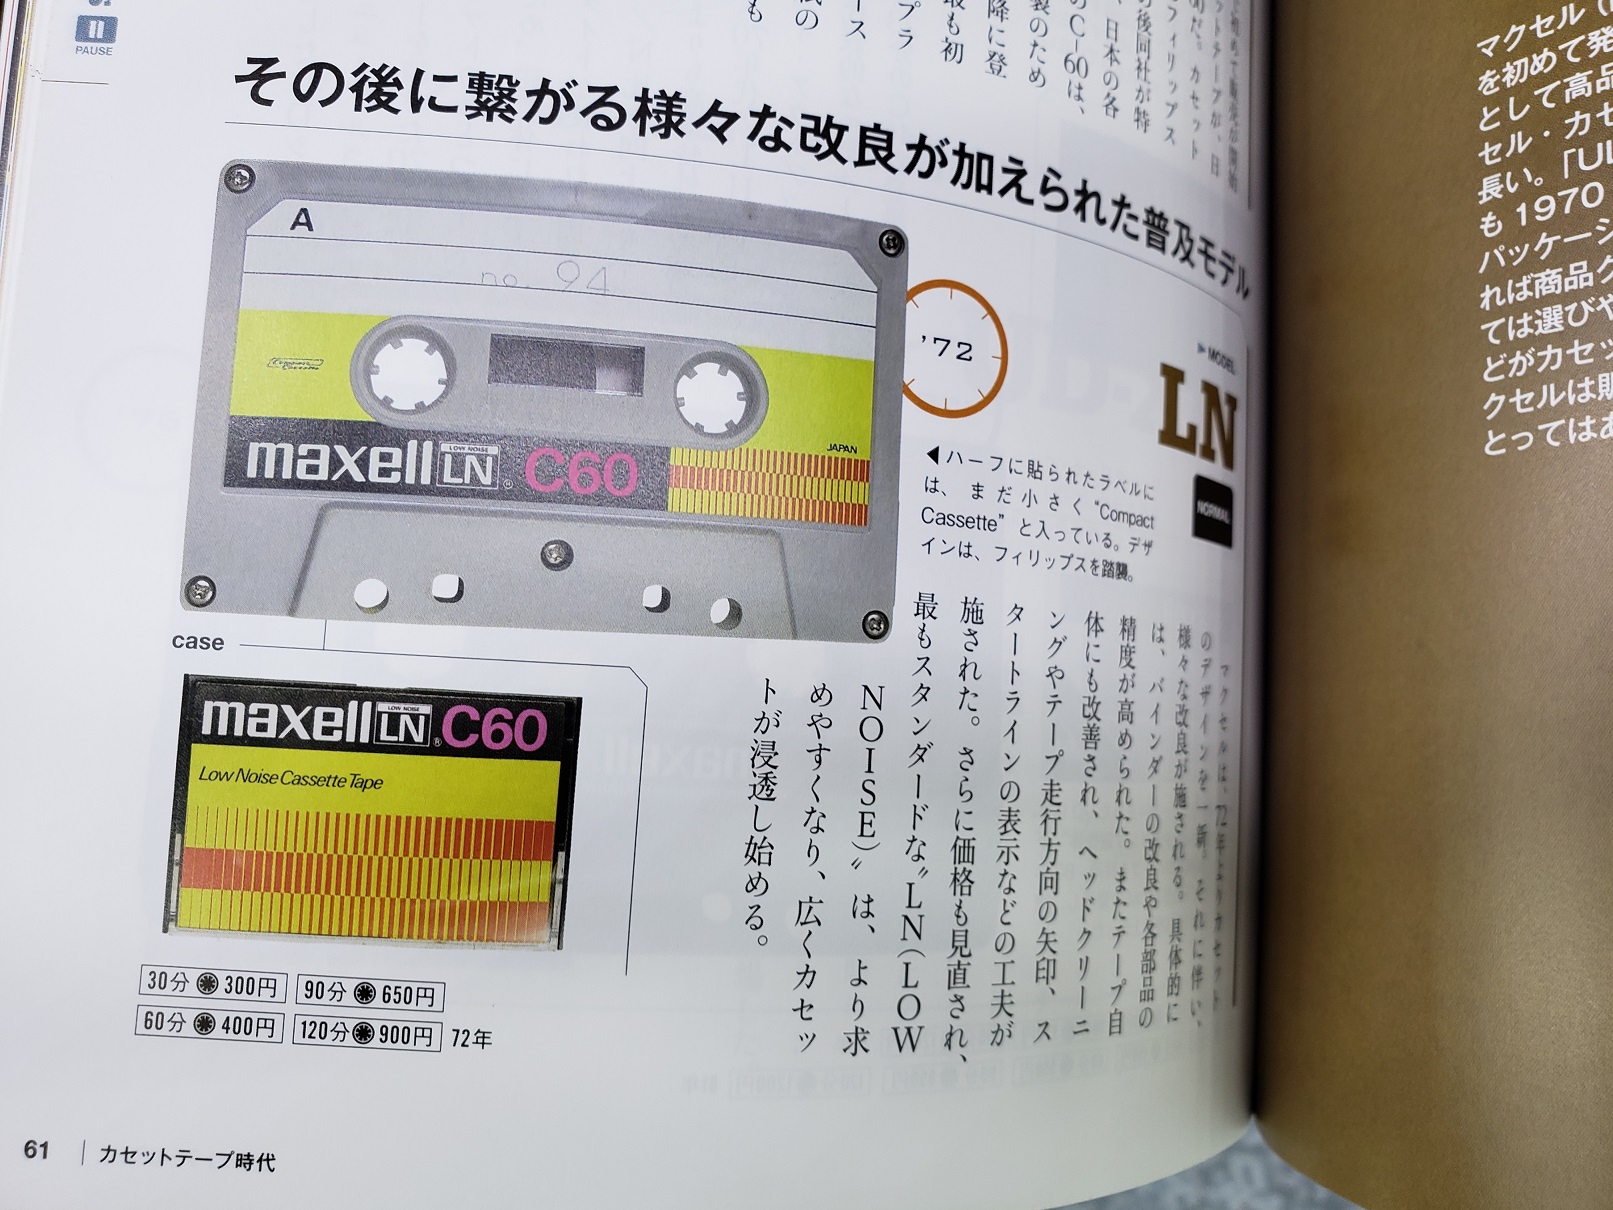 PAUSE
その後に繋がる様々な改良が加えられた普及モデル
A
no. 94
'72
MODEL
LN
NORMAL
Compact Cassette
JAPAN
maxell LOW NOISE LN ® C60
◀ハーフに貼られたラベルに
は、まだ小さく“Compact
Cassette”と入っている。デザ
インは、フィリップスを踏襲。
マクセルは、72年よりカセット
のデザインを一新。それに伴い、
様々な改良が施される。具体的に
は、バインダーの改良や各部品の
精度が高められた。またテープ自
体にも改善され、ヘッドクリーニ
ングやテープ走行方向の矢印、ス
タートラインの表示などの工夫が
施された。さらに価格も見直され、
最もスタンダードな〝LN(LOW
NOISE)〟は、より求
めやすくなり、広くカセッ
トが浸透し始める。
case
maxell LOW NOISE LN ® C60
Low Noise Cassette Tape
30分 300円 90分 650円
60分 400円 120分 900円 72年
61 カセットテープ時代
マクセル
を初めて発
として高品
セル・カセ
長い。「UL
も 1970
パッケージ
れば商品ク
ては選びや
どがカセッ
クセルは販
とってはあ